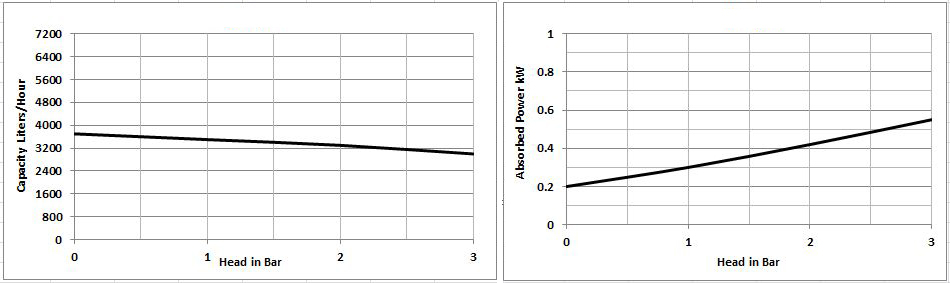 7200
6400
5600
4800
4000
3200
2400
1600
800
0
Capacity Liters/Hour
0 1 2 3
Head in Bar
1
0.8
0.6
0.4
0.2
0
Absorbed Power kW
0 1 2 3
Head in Bar